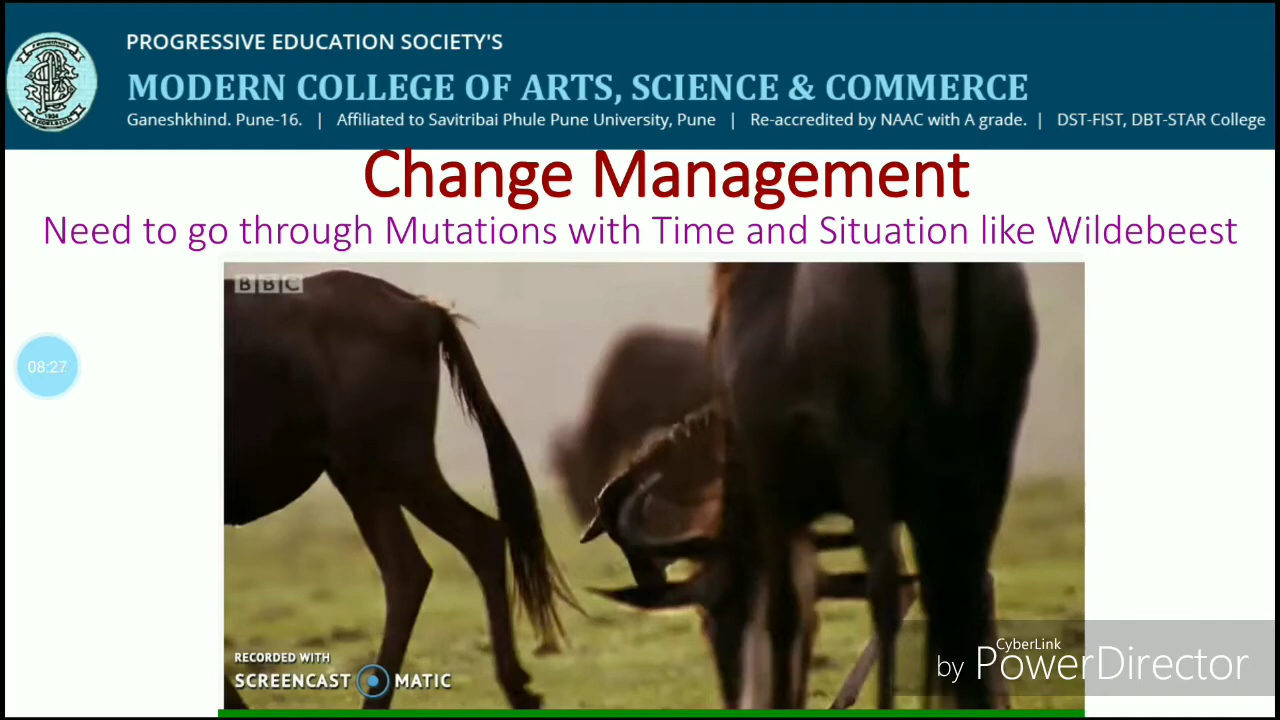 PROGRESSIVE EDUCATION SOCIETY'S
MODERN COLLEGE OF ARTS, SCIENCE & COMMERCE
Ganeshkhind. Pune-16. | Affiliated to Savitribai Phule Pune University, Pune | Re-accredited by NAAC with A grade. | DST-FIST, DBT-STAR College
Change Management
Need to go through Mutations with Time and Situation like Wildebeest
BBC
08:27
RECORDED WITH
SCREENCAST MATIC
CyberLink
by PowerDirector